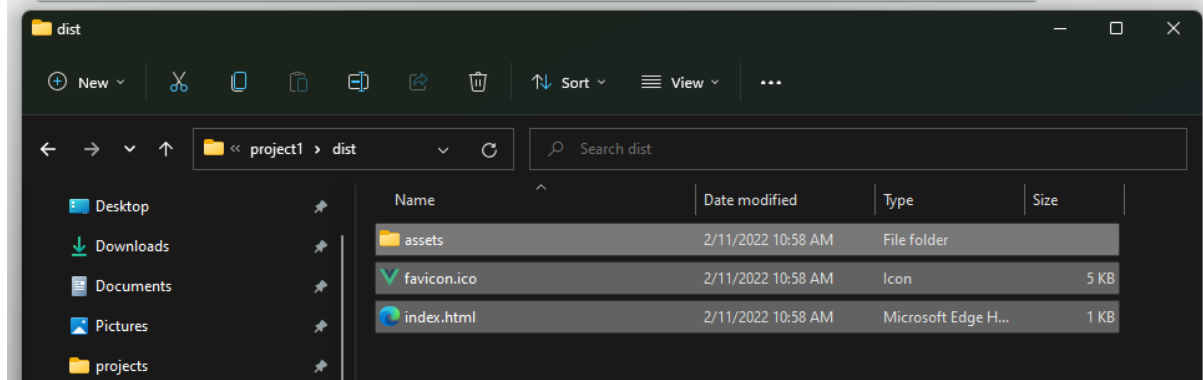 dist
New Sort View
« project1 > dist Search dist
Name Date modified Type Size
Desktop
assets 2/11/2022 10:58 AM File folder
Downloads
favicon.ico 2/11/2022 10:58 AM Icon 5 KB
Documents
index.html 2/11/2022 10:58 AM Microsoft Edge H... 1 KB
Pictures
projects